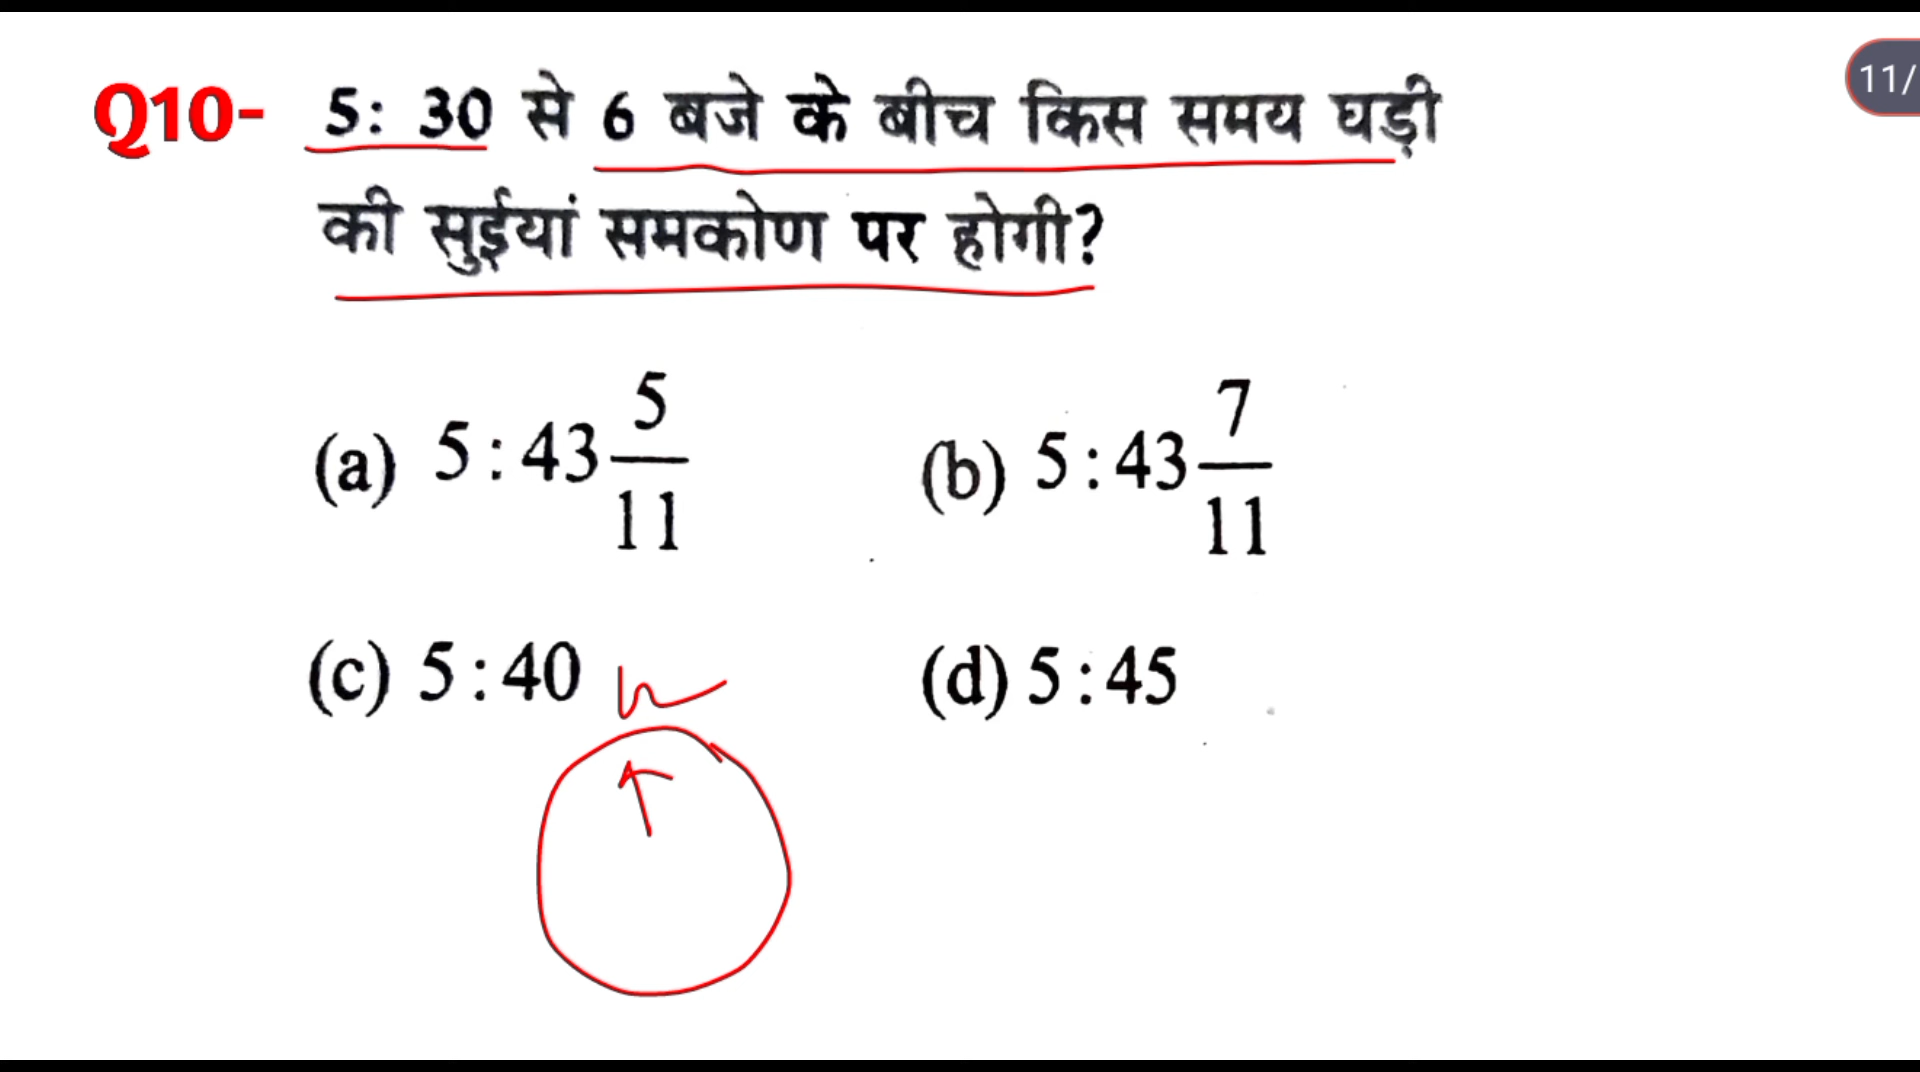 11/
Q10- 5: 30 से 6 बजे के बीच किस समय घड़ी
की सुईयां समकोण पर होगी?
(a) 5:43 5/11 (b) 5:43 7/11
(c) 5:40 (d) 5:45